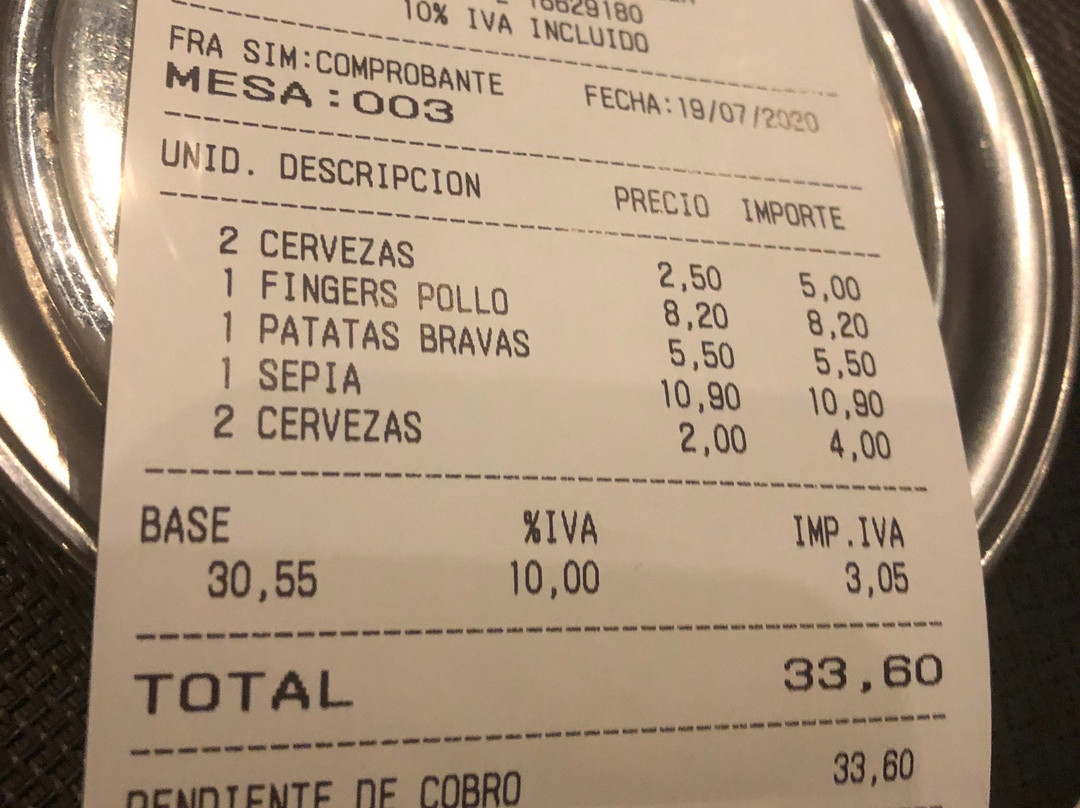 10% IVA INCLUIDO
FRA SIM:COMPROBANTE
MESA:003 FECHA:19/07/2020
UNID. DESCRIPCION PRECIO IMPORTE
2 CERVEZAS 2,50 5,00
1 FINGERS POLLO 8,20 8,20
1 PATATAS BRAVAS 5,50 5,50
1 SEPIA 10,90 10,90
2 CERVEZAS 2,00 4,00
BASE %IVA IMP.IVA
30,55 10,00 3,05
TOTAL 33,60
PENDIENTE DE COBRO 33,60